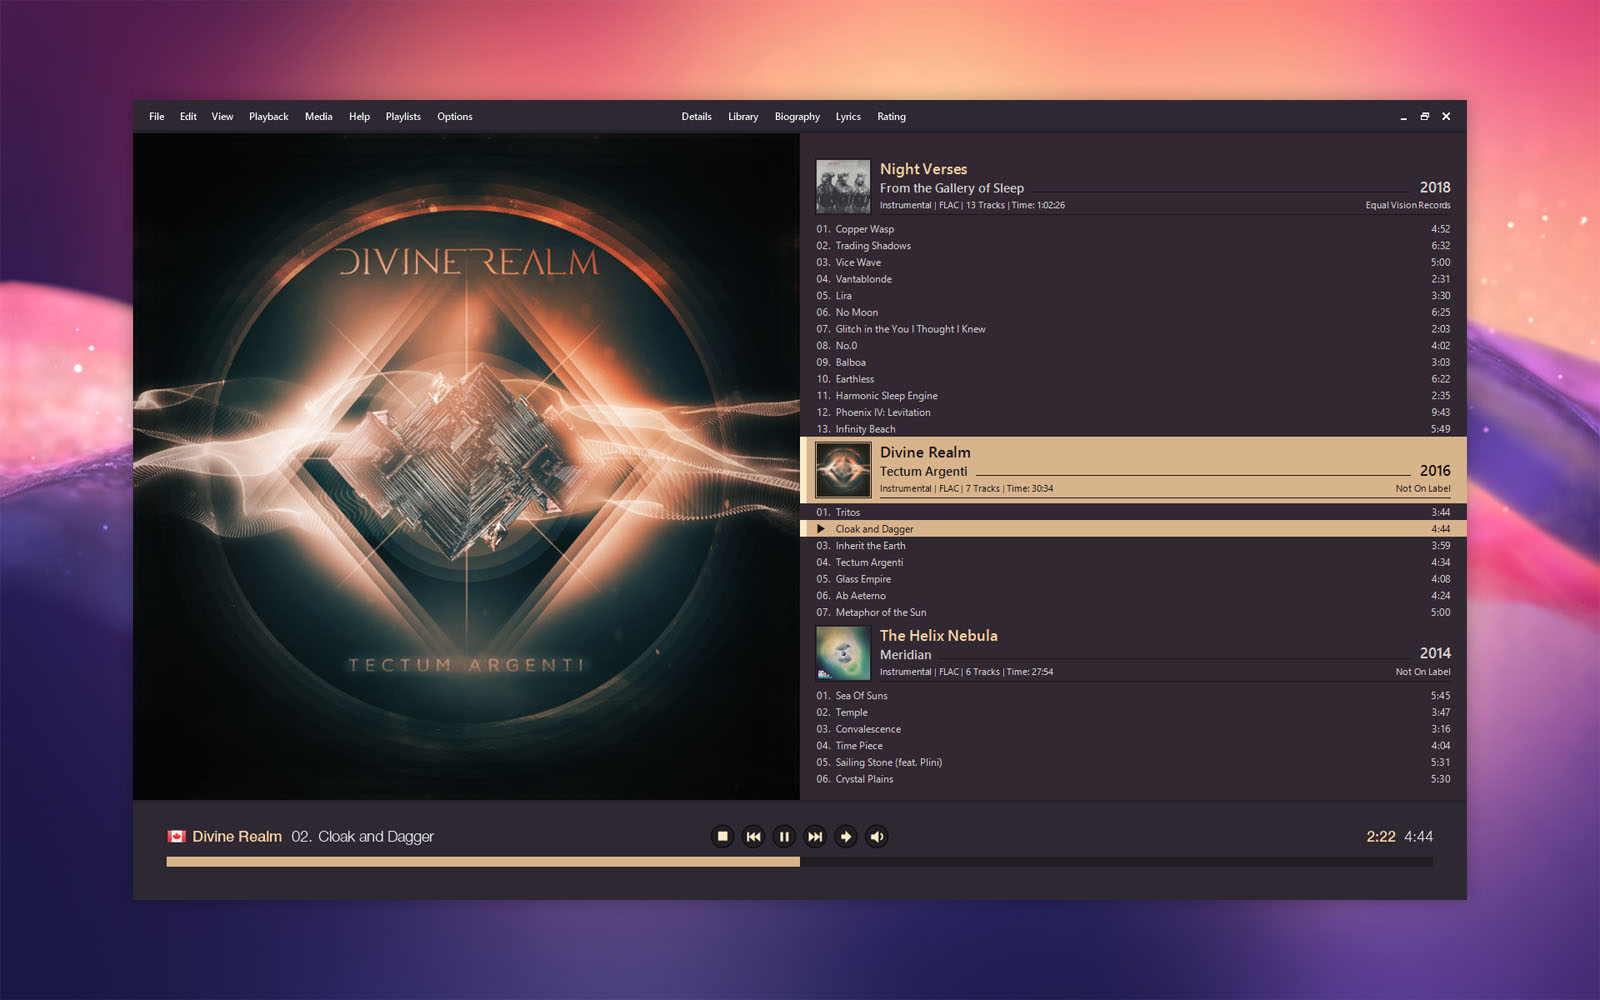 File Edit View Playback Media Help Playlists Options Details Library Biography Lyrics Rating
DIVINE REALM
TECTUM ARGENTI
Night Verses
From the Gallery of Sleep 2018
Instrumental | FLAC | 13 Tracks | Time: 1:02:26 Equal Vision Records
01. Copper Wasp 4:52
02. Trading Shadows 6:32
03. Vice Wave 5:00
04. Vantablonde 2:31
05. Lira 3:30
06. No Moon 6:25
07. Glitch in the You I Thought I Knew 2:03
08. No.0 4:02
09. Balboa 3:03
10. Earthless 6:22
11. Harmonic Sleep Engine 2:35
12. Phoenix IV: Levitation 9:43
13. Infinity Beach 5:49
Divine Realm
Tectum Argenti 2016
Instrumental | FLAC | 7 Tracks | Time: 30:34 Not On Label
01. Tritos 3:44
Cloak and Dagger 4:44
03. Inherit the Earth 3:59
04. Tectum Argenti 4:34
05. Glass Empire 4:08
06. Ab Aeterno 4:24
07. Metaphor of the Sun 5:00
The Helix Nebula
Meridian 2014
Instrumental | FLAC | 6 Tracks | Time: 27:54 Not On Label
01. Sea Of Suns 5:45
02. Temple 3:47
03. Convalescence 3:16
04. Time Piece 4:04
05. Sailing Stone (feat. Plini) 5:31
06. Crystal Plains 5:30
Divine Realm 02. Cloak and Dagger 2:22 4:44